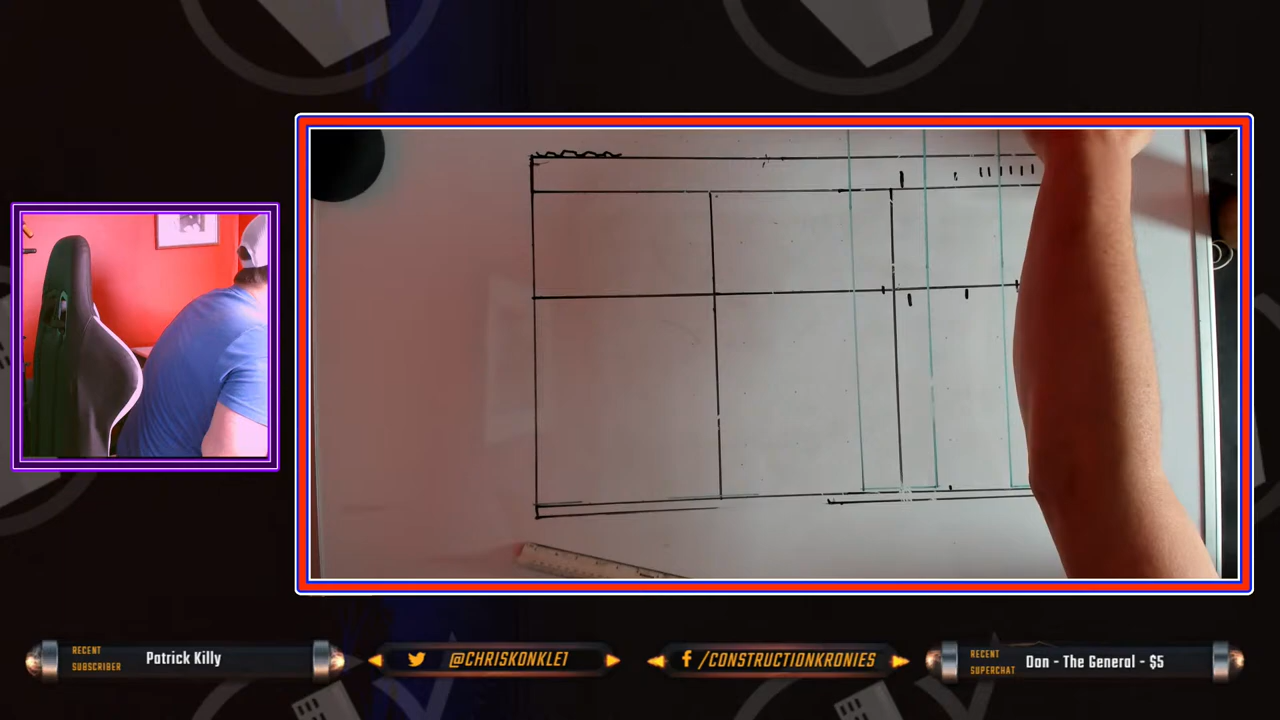 RECENT
SUBSCRIBER
Patrick Killy
@CHRISKONKLE1
/CONSTRUCTIONKRONIES
RECENT
SUPERCHAT
Don - The General - $5